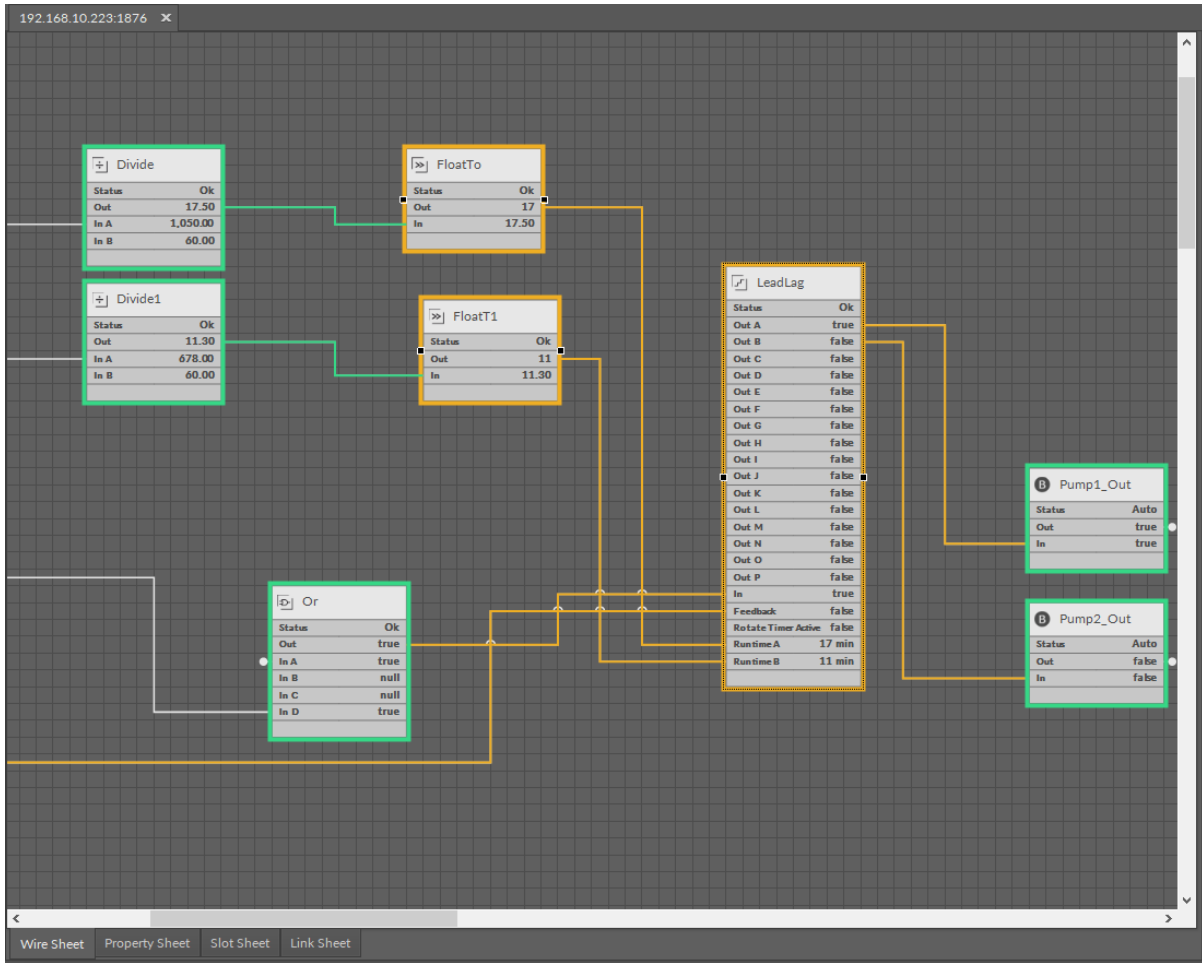 192.168.10.223:1876 ×
Divide
Status Ok
Out 17.50
In A 1,050.00
In B 60.00
FloatTo
Status Ok
Out 17
In 17.50
Divide1
Status Ok
Out 11.30
In A 678.00
In B 60.00
FloatT1
Status Ok
Out 11
In 11.30
LeadLag
Status Ok
Out A true
Out B false
Out C false
Out D false
Out E false
Out F false
Out G false
Out H false
Out I false
Out J false
Out K false
Out L false
Out M false
Out N false
Out O false
Out P false
In true
Feedback false
Rotate Timer Active false
Runtime A 17 min
Runtime B 11 min
Or
Status Ok
Out true
In A true
In B null
In C null
In D true
B Pump1_Out
Status Auto
Out true
In true
B Pump2_Out
Status Auto
Out false
In false
Wire Sheet Property Sheet Slot Sheet Link Sheet